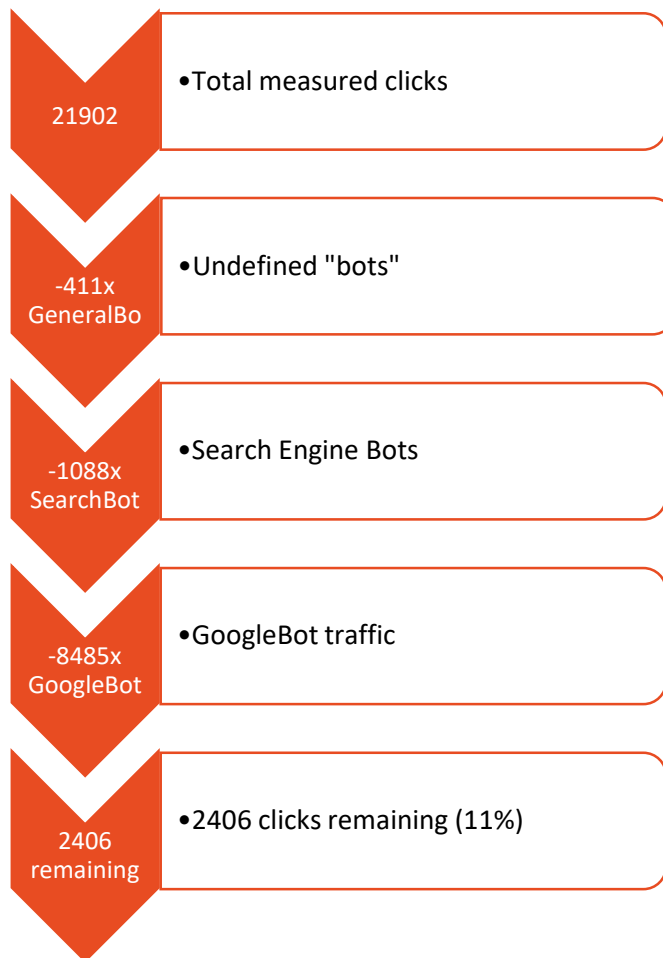 21902
•Total measured clicks
-411x
GeneralBo
•Undefined "bots"
-1088x
SearchBot
•Search Engine Bots
-8485x
GoogleBot
•GoogleBot traffic
2406
remaining
•2406 clicks remaining (11%)